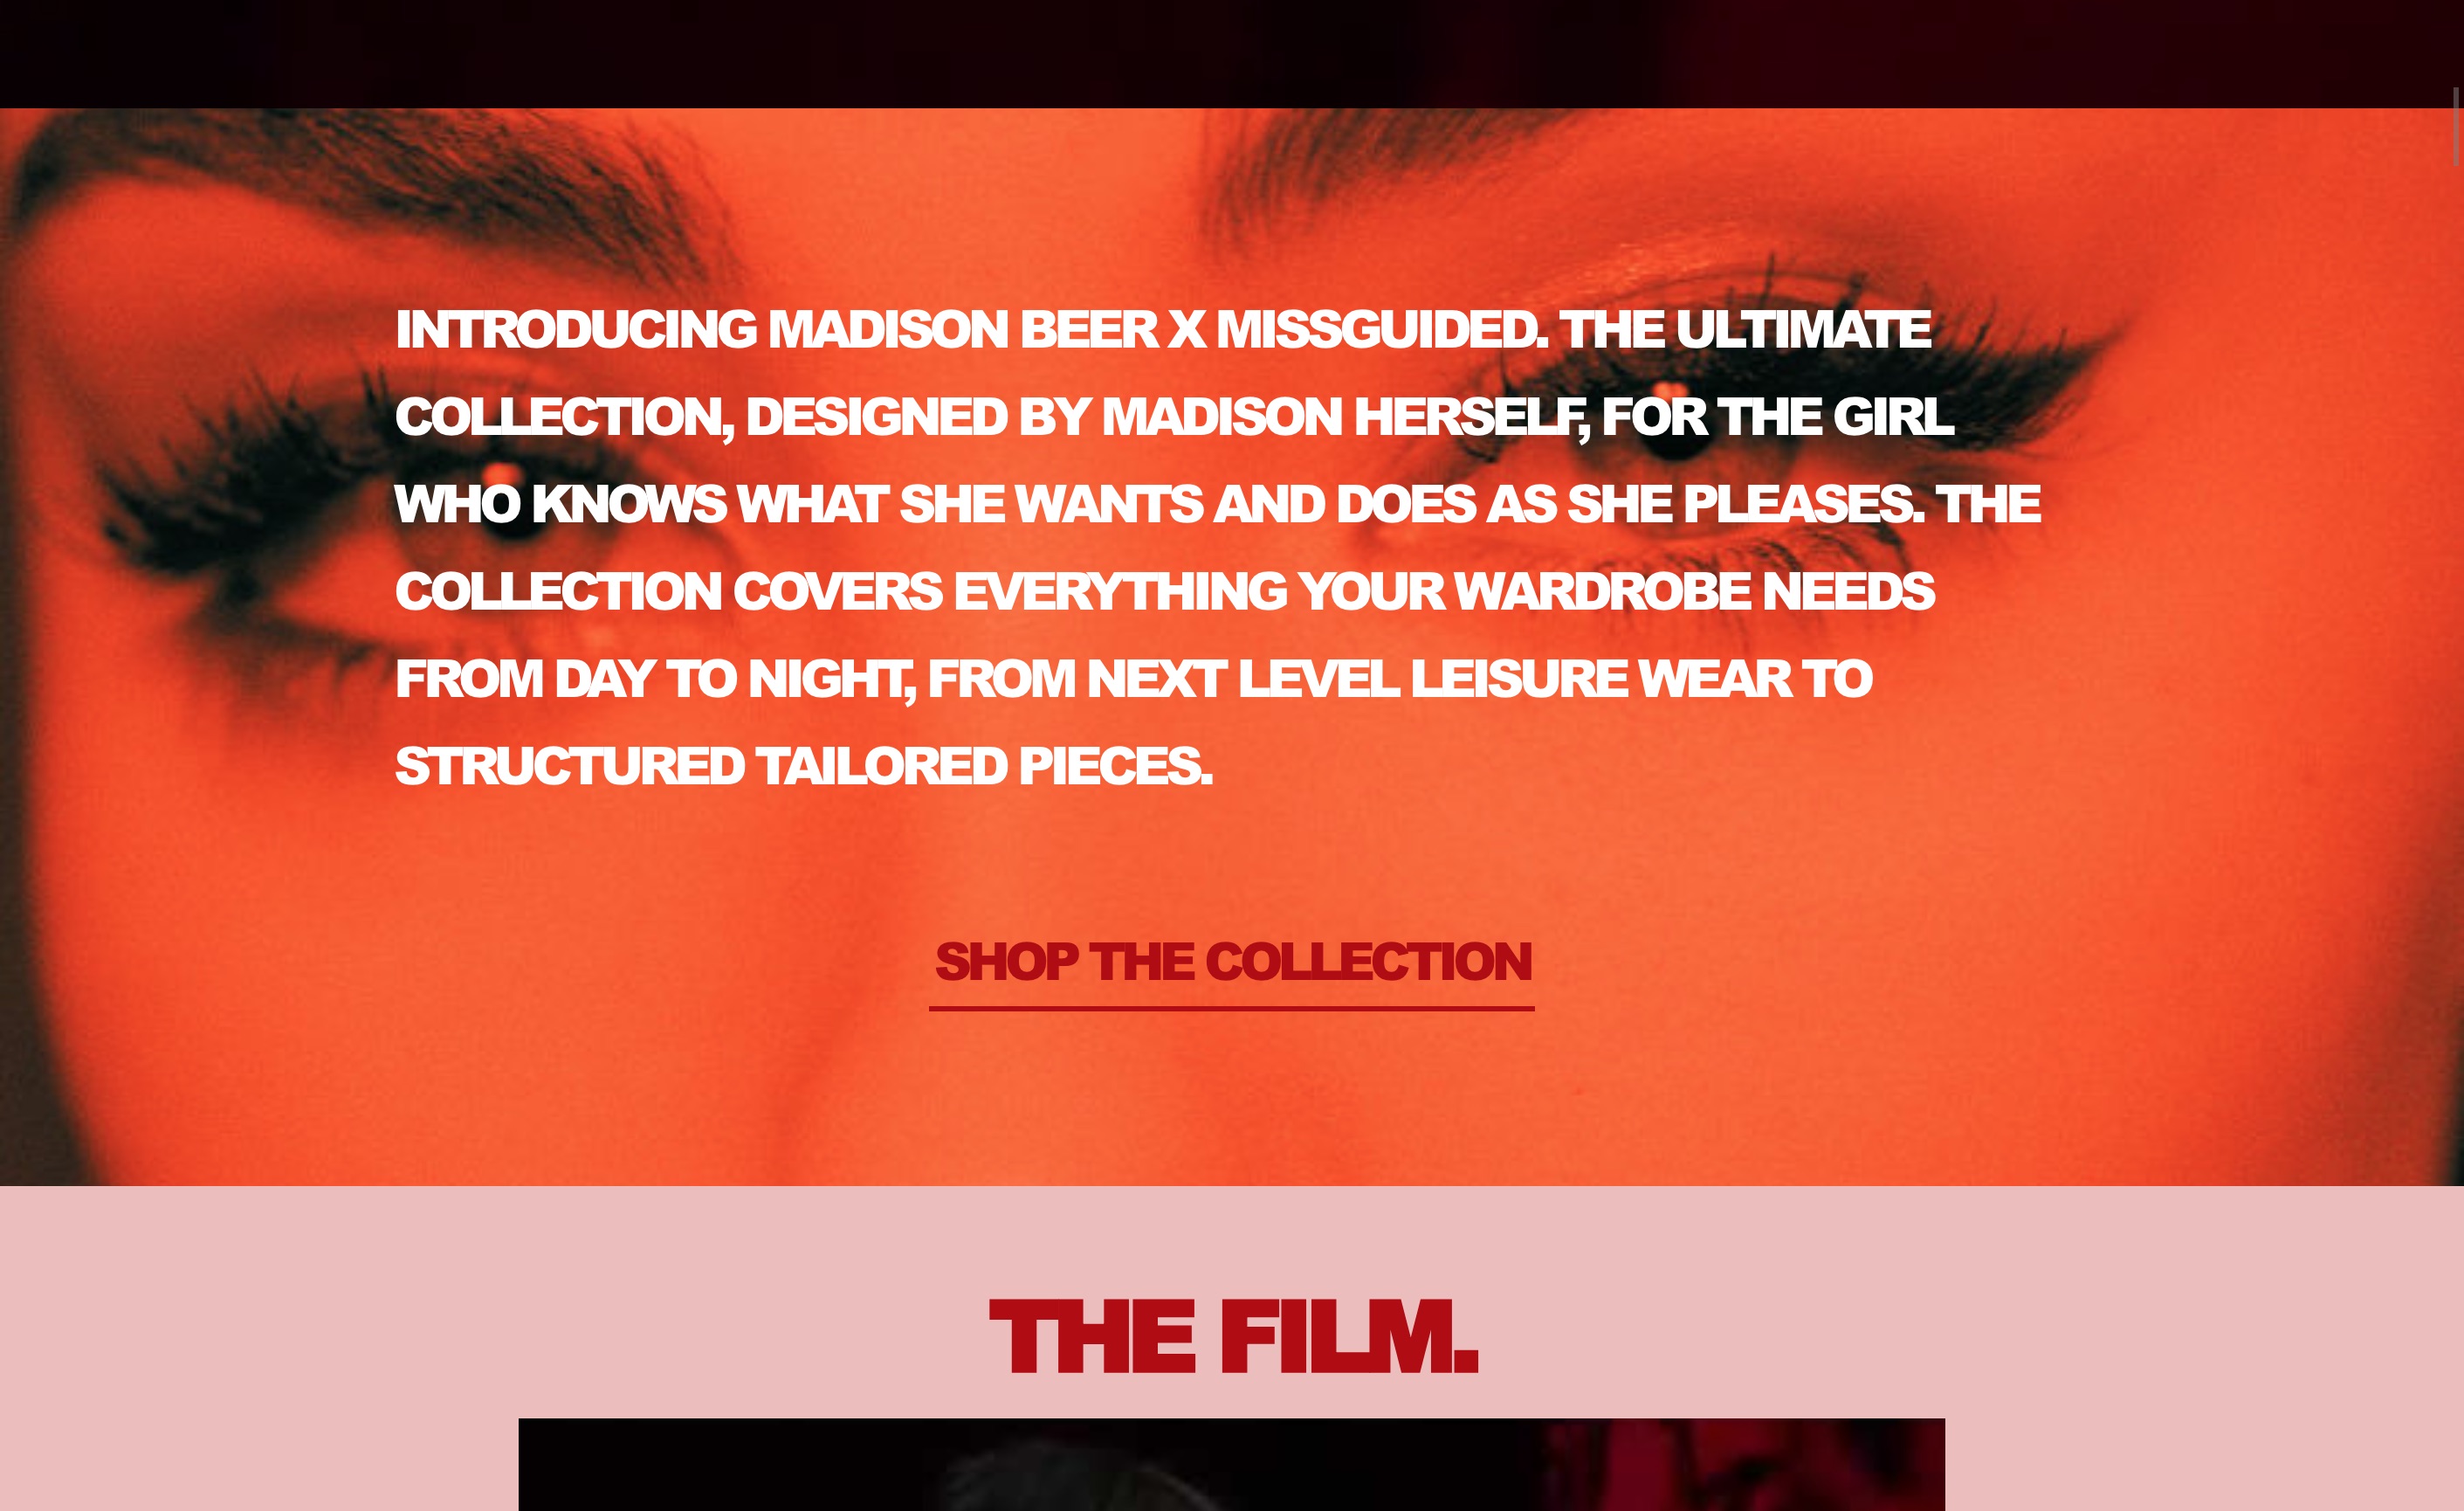 INTRODUCING MADISON BEER X MISSGUIDED. THE ULTIMATE
COLLECTION, DESIGNED BY MADISON HERSELF, FOR THE GIRL
WHO KNOWS WHAT SHE WANTS AND DOES AS SHE PLEASES. THE
COLLECTION COVERS EVERYTHING YOUR WARDROBE NEEDS
FROM DAY TO NIGHT, FROM NEXT LEVEL LEISURE WEAR TO
STRUCTURED TAILORED PIECES.
SHOP THE COLLECTION
THE FILM.